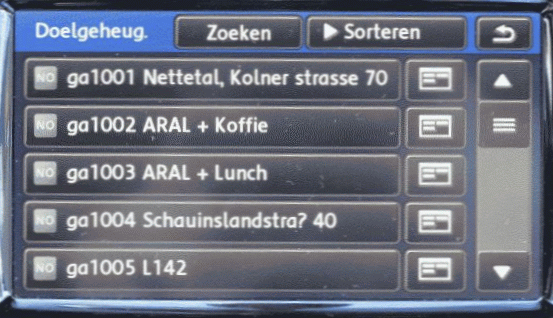 Doelgeheug. Zoeken ▶ Sorteren
NO ga1001 Nettetal, Kolner strasse 70
NO ga1002 ARAL + Koffie
NO ga1003 ARAL + Lunch
NO ga1004 Schauinslandstra? 40
NO ga1005 L142